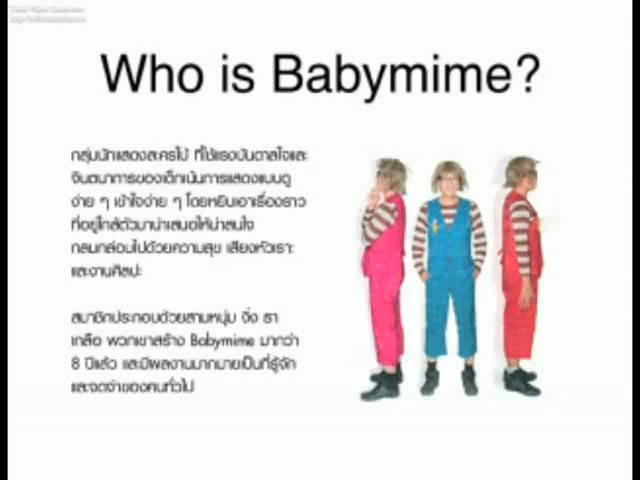 Who is Babymime?
กลุ่มนักแสดงละครใบ้ ที่ใช้แรงบันดาลใจและ
จินตนาการของเด็กเน้นการแสดงแบบดู
ง่าย ๆ เข้าใจง่าย ๆ โดยหยิบเอาเรื่องราว
ที่อยู่ใกล้ตัวมานำเสนอให้น่าสนใจ
กลมกล่อมไปด้วยความสุข เสียงหัวเราะ
และงานศิลปะ
สมาชิกประกอบด้วยสามหนุ่ม จิ่ง ธา
เกลือ พวกเขาสร้าง Babymime มากว่า
8 ปีแล้ว และมีผลงานมากมายเป็นที่รู้จัก
และจดจำของคนทั่วไป